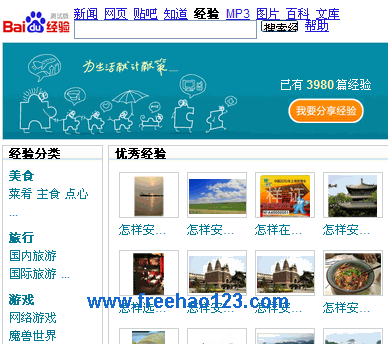 Bai du 经验 测试版
新闻 网页 贴吧 知道 经验 MP3 图片 百科 文库
搜索经 帮助
为生活献计献策……
已有 3980 篇经验
我要分享经验
经验分类
美食
菜肴 主食 点心
...
旅行
国内旅游
国际旅游 ...
游戏
网络游戏
魔兽世界
优秀经验
怎样安... 怎样安... 怎样在... 怎样安...
怎样选... 怎样安... 怎样安... 怎样安...
www.freehao123.com